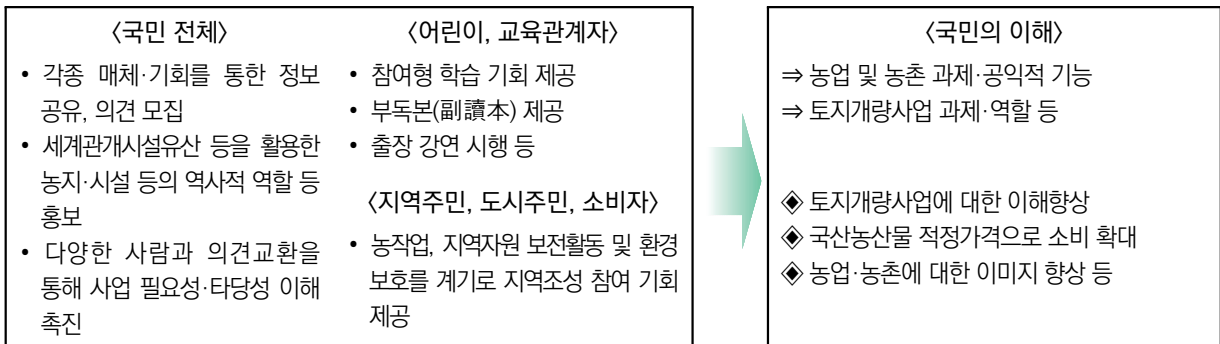 〈국민 전체〉
• 각종 매체·기회를 통한 정보
공유, 의견 모집
• 세계관개시설유산 등을 활용한
농지·시설 등의 역사적 역할 등
홍보
• 다양한 사람과 의견교환을
통해 사업 필요성·타당성 이해
촉진
〈어린이, 교육관계자〉
• 참여형 학습 기회 제공
• 부독본(副讀本) 제공
• 출장 강연 시행 등
〈지역주민, 도시주민, 소비자〉
• 농작업, 지역자원 보전활동 및 환경
보호를 계기로 지역조성 참여 기회
제공
〈국민의 이해〉
⇒ 농업 및 농촌 과제·공익적 기능
⇒ 토지개량사업 과제·역할 등
◈ 토지개량사업에 대한 이해향상
◈ 국산농산물 적정가격으로 소비 확대
◈ 농업·농촌에 대한 이미지 향상 등